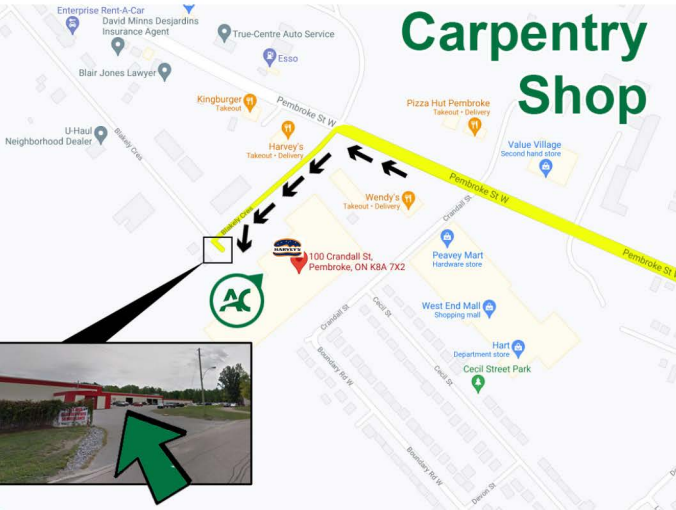 Carpentry
Shop
Enterprise Rent-A-Car
David Minns Desjardins
Insurance Agent
True-Centre Auto Service
Esso
Blair Jones Lawyer
Kingburger
Takeout
Pembroke St W
Pizza Hut Pembroke
Takeout • Delivery
U-Haul
Neighborhood Dealer
Blakely Cres
Harvey's
Takeout • Delivery
Value Village
Second hand store
Pembroke St W
Wendy's
Takeout • Delivery
Crandall St
Blakely Cres
HARVEY'S
100 Crandall St,
Pembroke, ON K8A 7X2
Peavey Mart
Hardware store
Pembroke St W
AC
West End Mall
Shopping mall
Cecil St
Crandall St
Hart
Department store
Boundary Rd W
Cecil St
Cecil Street Park
Boundary Rd W
Devon St